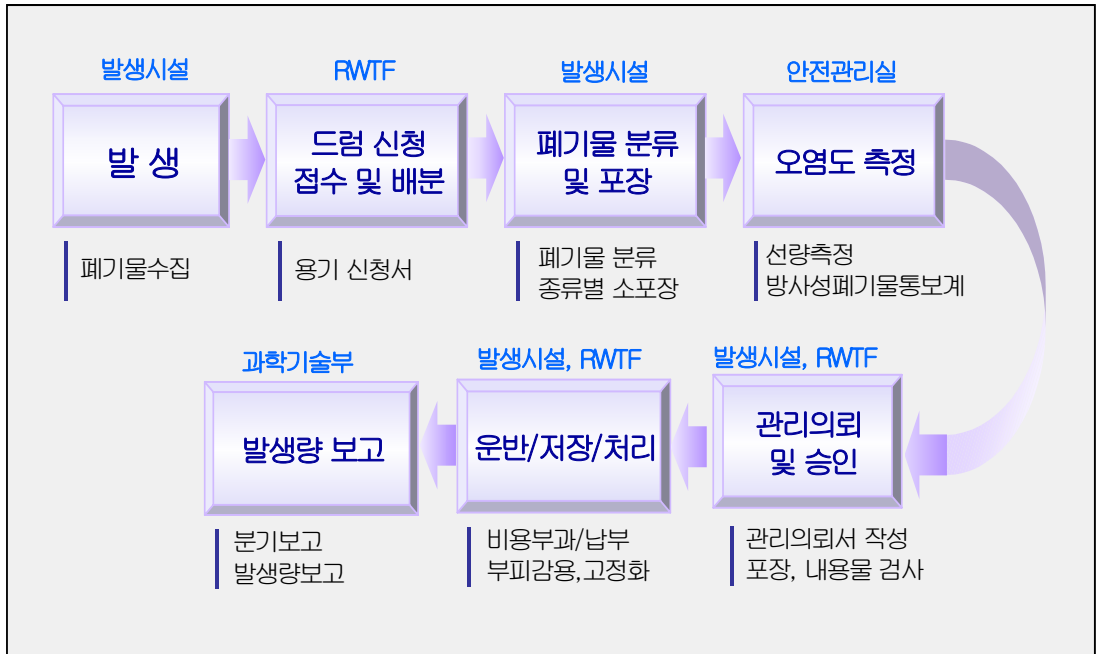 발생시설
발 생
폐기물수집
RWTF
드럼 신청
접수 및 배분
용기 신청서
발생시설
폐기물 분류
및 포장
폐기물 분류
종류별 소포장
안전관리실
오염도 측정
선량측정
방사성폐기물통보계
발생시설, RWTF
관리의뢰
및 승인
관리의뢰서 작성
포장, 내용물 검사
발생시설, RWTF
운반/저장/처리
비용부과/납부
부피감용,고정화
과학기술부
발생량 보고
분기보고
발생량보고